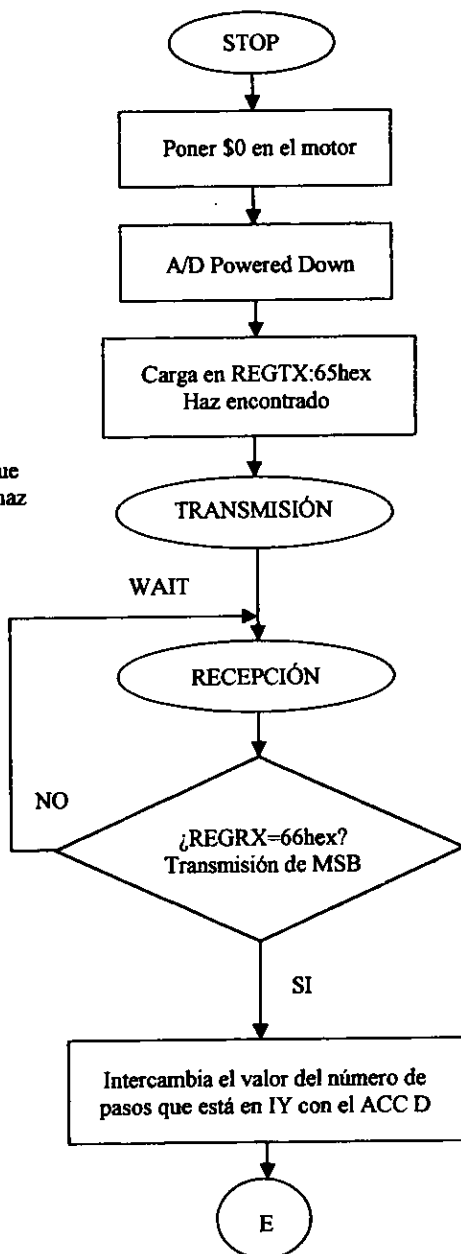 STOP
Poner $0 en el motor
A/D Powered Down
Carga en REGTX:65hex
Haz encontrado
TRANSMISIÓN
WAIT
RECEPCIÓN
NO
¿REGRX=66hex?
Transmisión de MSB
SI
Intercambia el valor del número de
pasos que está en IY con el ACC D
E